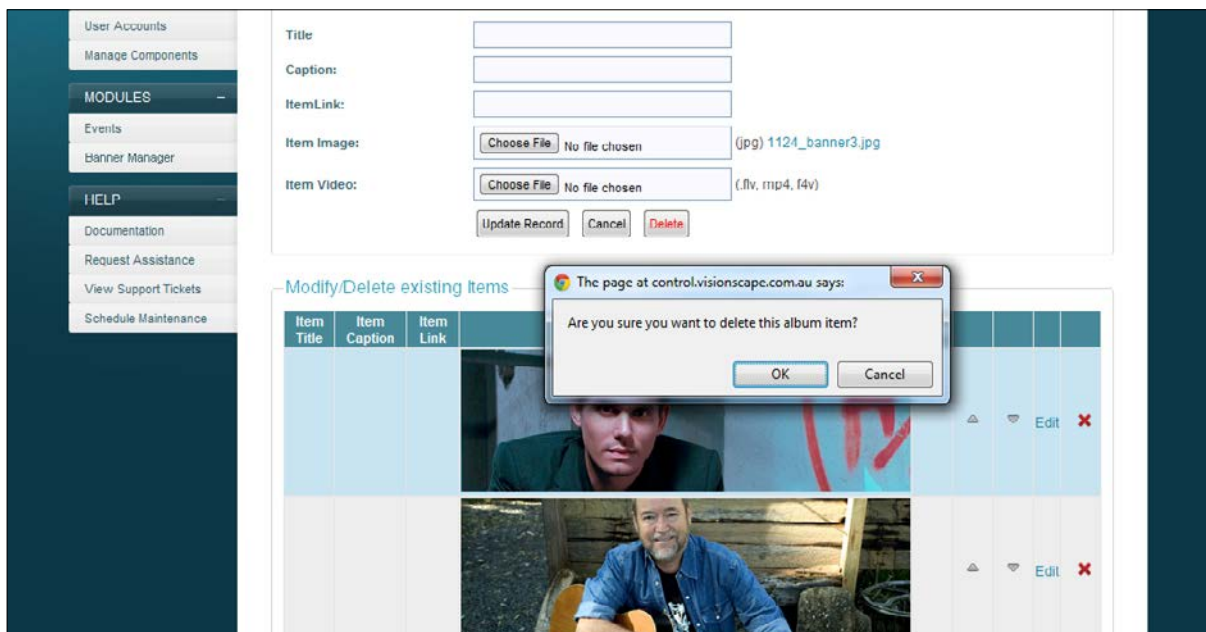 User Accounts
Manage Components
MODULES –
Events
Banner Manager
HELP –
Documentation
Request Assistance
View Support Tickets
Schedule Maintenance
Title
Caption:
ItemLink:
Item Image: Choose File No file chosen (jpg) 1124_banner3.jpg
Item Video: Choose File No file chosen (.flv, mp4, f4v)
Update Record Cancel Delete
Modify/Delete existing Items
The page at control.visionscape.com.au says:
Are you sure you want to delete this album item?
OK Cancel
Item Title Item Caption Item Link
Edit
Edit